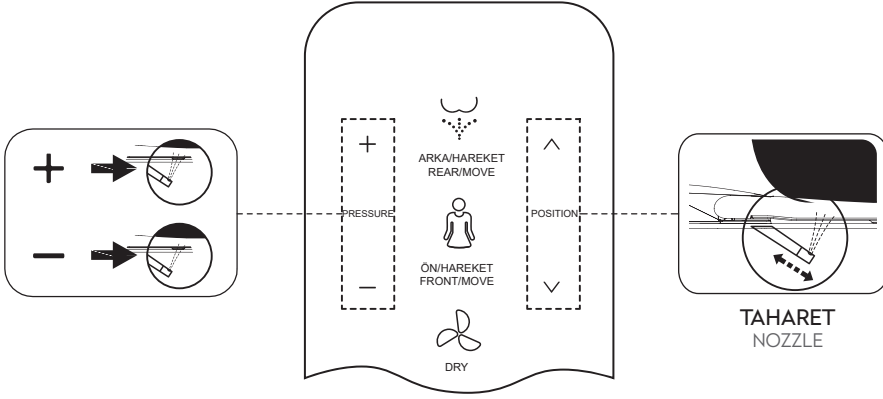 +
ARKA/HAREKET
REAR/MOVE
PRESSURE
POSITION
ÖN/HAREKET
FRONT/MOVE
DRY
+
−
−
TAHARET
NOZZLE